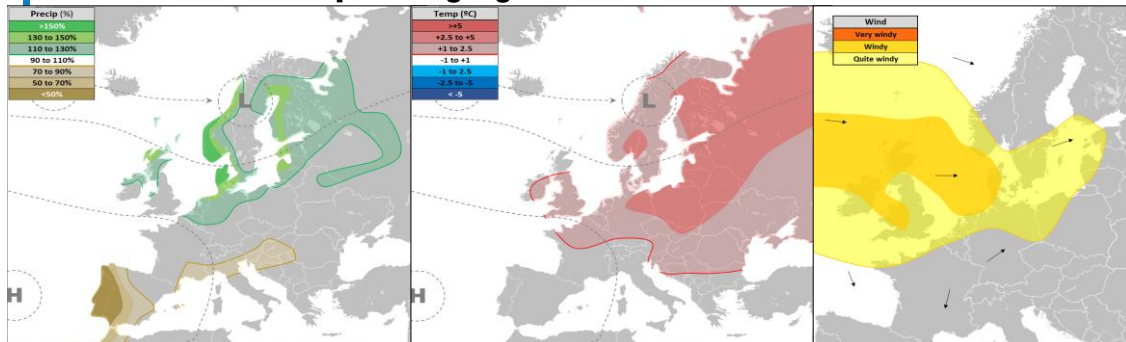 Precip (%)
>150%
130 to 150%
110 to 130%
90 to 110%
70 to 90%
50 to 70%
<50%
L
H
Temp (ºC)
>+5
+2.5 to +5
+1 to 2.5
-1 to +1
-1 to 2.5
-2.5 to -5
< -5
L
H
Wind
Very windy
Windy
Quite windy